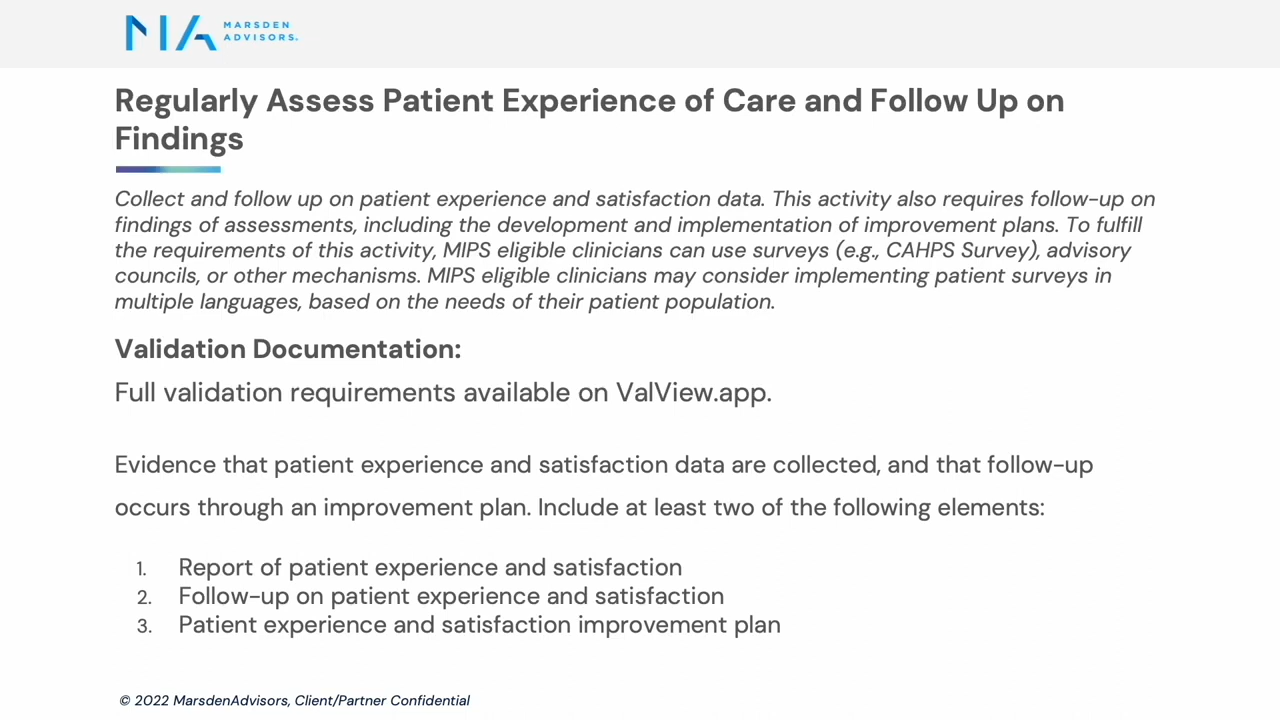 MARSDEN
ADVISORS.
Regularly Assess Patient Experience of Care and Follow Up on
Findings
Collect and follow up on patient experience and satisfaction data. This activity also requires follow-up on
findings of assessments, including the development and implementation of improvement plans. To fulfill
the requirements of this activity, MIPS eligible clinicians can use surveys (e.g., CAHPS Survey), advisory
councils, or other mechanisms. MIPS eligible clinicians may consider implementing patient surveys in
multiple languages, based on the needs of their patient population.
Validation Documentation:
Full validation requirements available on ValView.app.
Evidence that patient experience and satisfaction data are collected, and that follow-up
occurs through an improvement plan. Include at least two of the following elements:
1. Report of patient experience and satisfaction
2. Follow-up on patient experience and satisfaction
3. Patient experience and satisfaction improvement plan
© 2022 MarsdenAdvisors, Client/Partner Confidential